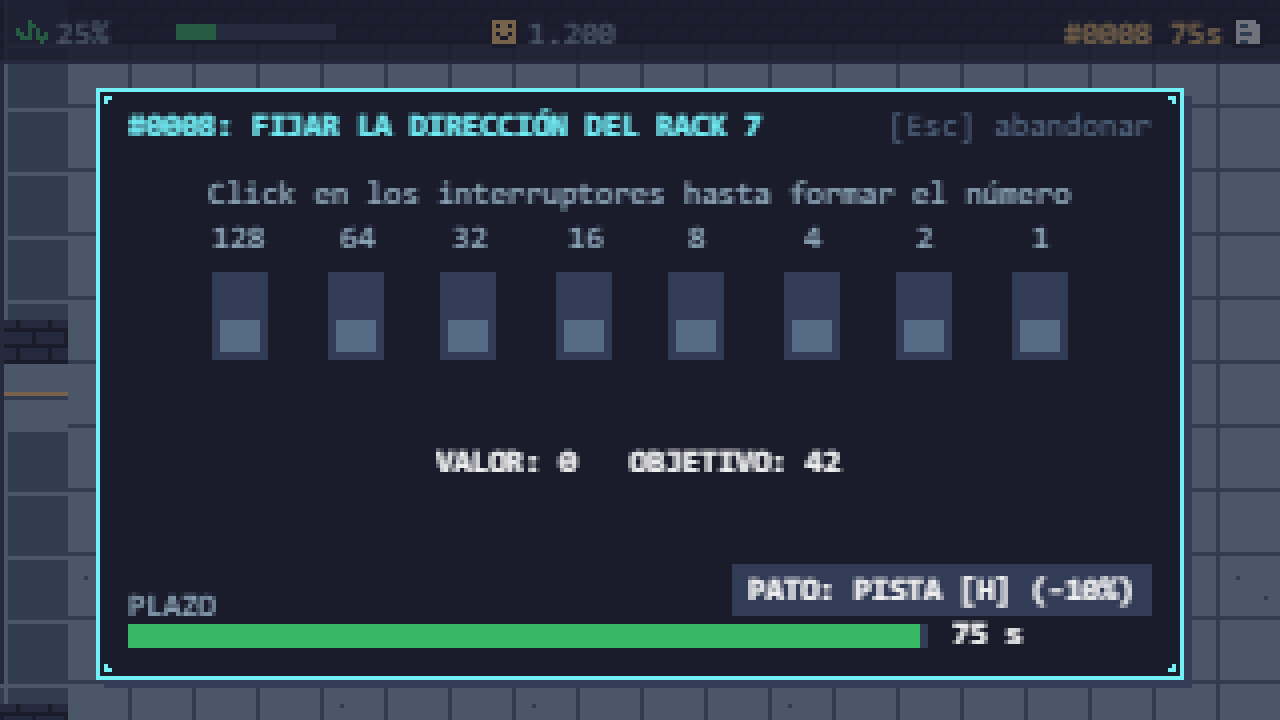 25% 1.200 #0008 75s
#0008: FIJAR LA DIRECCIÓN DEL RACK 7 [Esc] abandonar
Click en los interruptores hasta formar el número
128 64 32 16 8 4 2 1
VALOR: 0 OBJETIVO: 42
PATO: PISTA [H] (-10%)
PLAZO
75 s